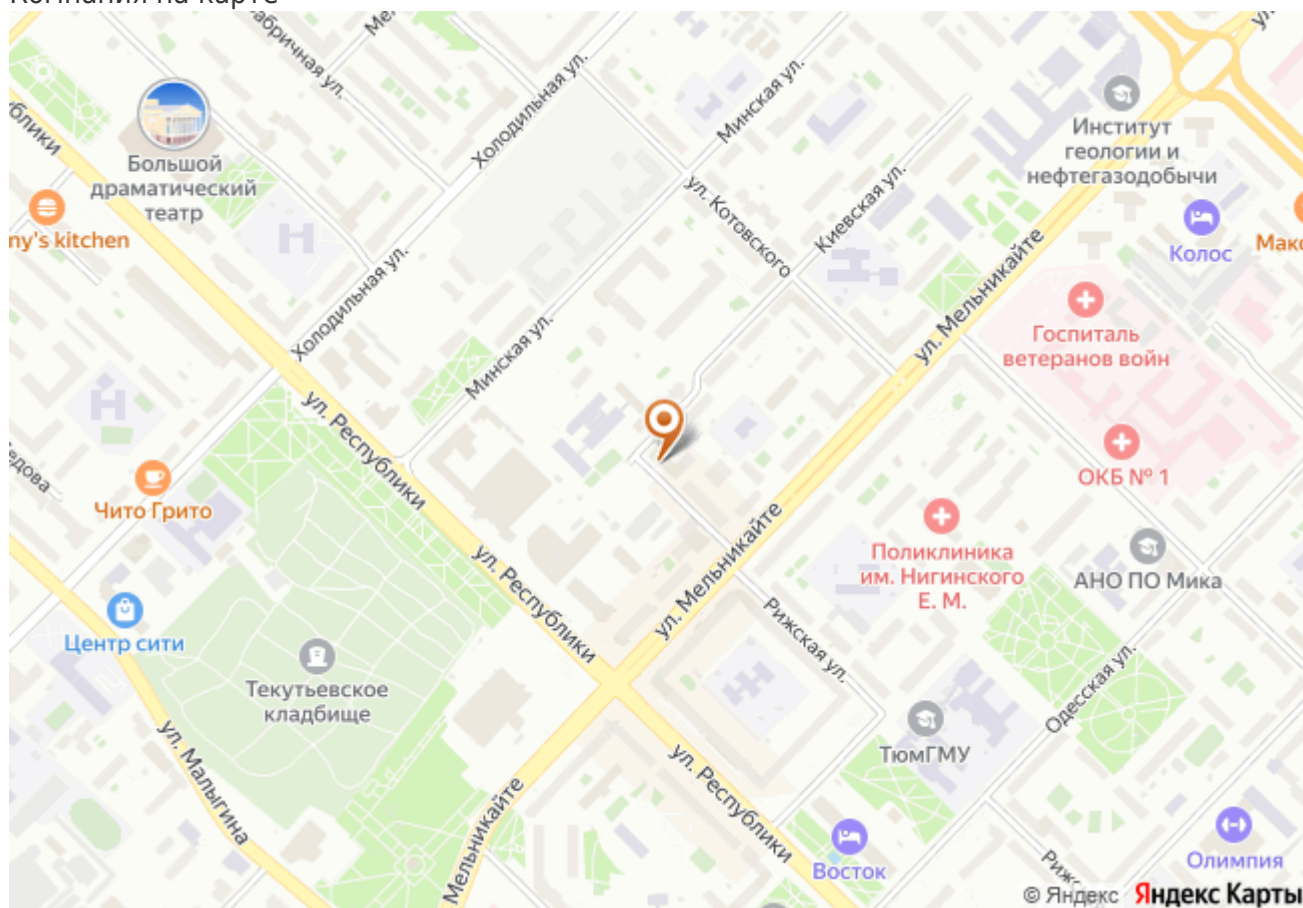 Компания на карте
Фабричная ул.
Холодильная ул.
Минская ул.
Институт
геологии и
нефтегазодобычи
Большой
драматический
театр
ул. Котовского
Киевская ул.
ny's kitchen
Колос
Мако
ул. Мельникайте
Холодильная ул.
Госпиталь
ветеранов войн
Минская ул.
ул. Республики
ОКБ № 1
Чито Грито
ул. Мельникайте
Поликлиника
им. Нигинского
Е. М.
АНО ПО Мика
ул. Республики
Центр сити
Рижская ул.
Текутьевское
кладбище
Одесская ул.
ТюмГМУ
ул. Малыгина
ул. Республики
Мельникайте
Восток
Олимпия
© Яндекс Яндекс Карты